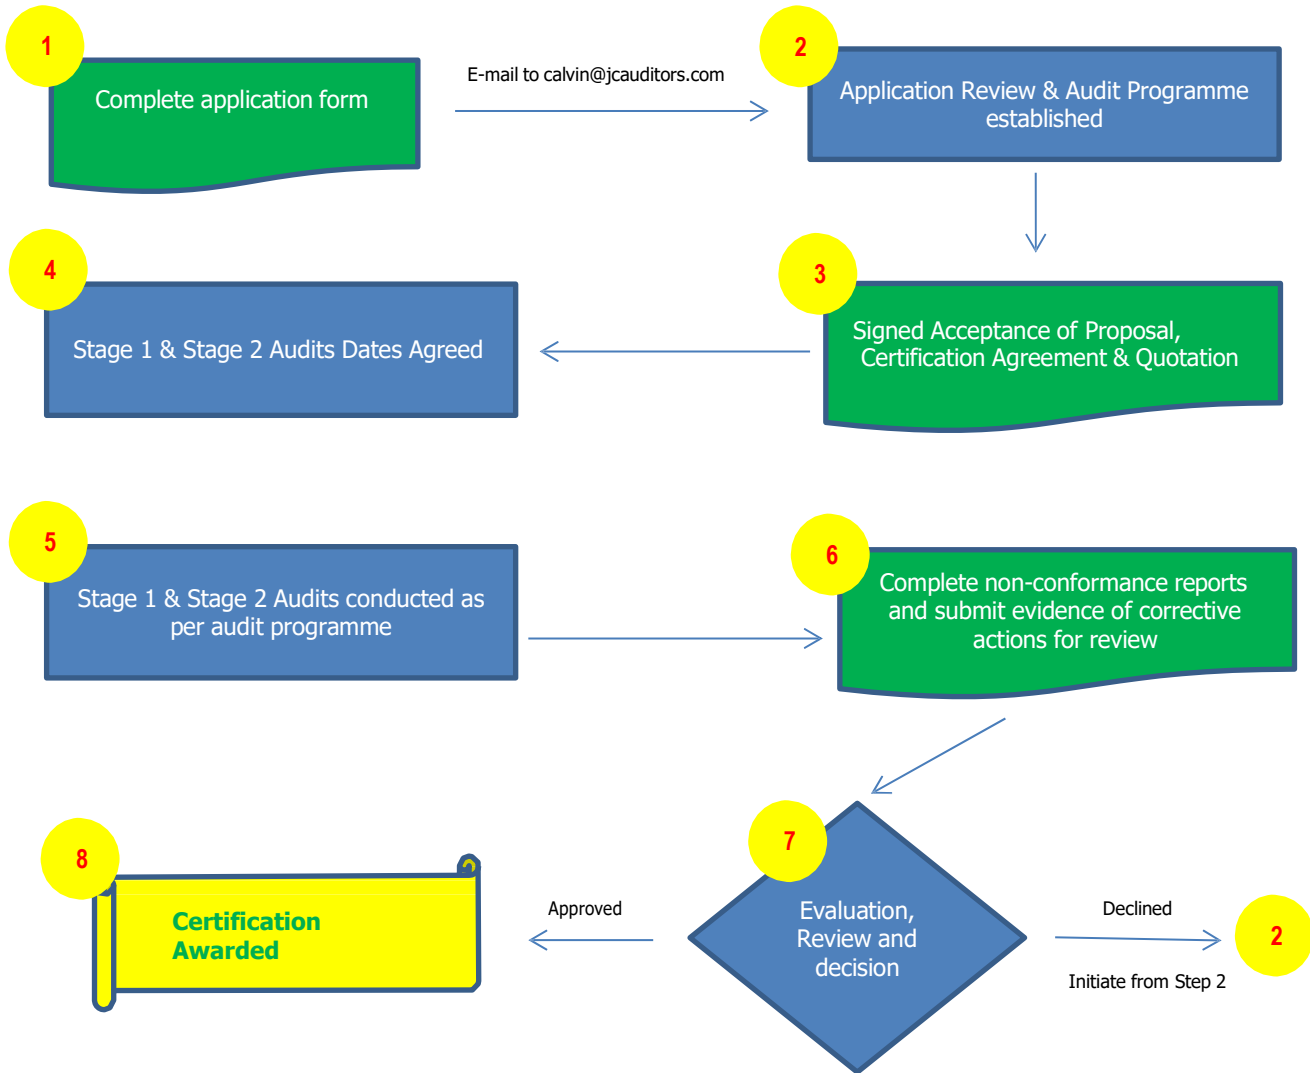 1
Complete application form
E-mail to calvin@jcauditors.com
2
Application Review & Audit Programme
established
4
Stage 1 & Stage 2 Audits Dates Agreed
3
Signed Acceptance of Proposal,
Certification Agreement & Quotation
5
Stage 1 & Stage 2 Audits conducted as
per audit programme
6
Complete non-conformance reports
and submit evidence of corrective
actions for review
7
Evaluation,
Review and
decision
8
Certification
Awarded
Approved
Declined
Initiate from Step 2
2